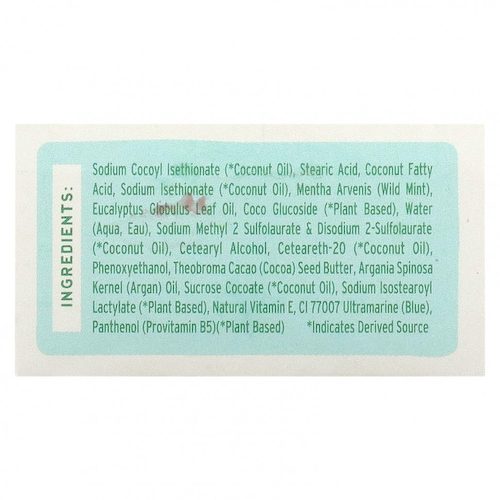 INGREDIENTS:
Sodium Cocoyl Isethionate (*Coconut Oil), Stearic Acid, Coconut Fatty
Acid, Sodium Isethionate (*Coconut Oil), Mentha Arvenis (Wild Mint),
Eucalyptus Globulus Leaf Oil, Coco Glucoside (*Plant Based), Water
(Aqua, Eau), Sodium Methyl 2 Sulfolaurate & Disodium 2-Sulfolaurate
(*Coconut Oil), Cetearyl Alcohol, Ceteareth-20 (*Coconut Oil),
Phenoxyethanol, Theobroma Cacao (Cocoa) Seed Butter, Argania Spinosa
Kernel (Argan) Oil, Sucrose Cocoate (*Coconut Oil), Sodium Isostearoyl
Lactylate (*Plant Based), Natural Vitamin E, CI 77007 Ultramarine (Blue),
Panthenol (Provitamin B5)(*Plant Based) *Indicates Derived Source